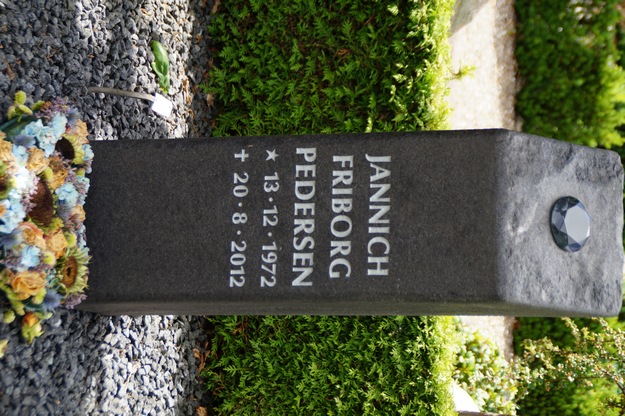 JANNICH
FRIBORG
PEDERSEN
★ 13·12·1972
✝ 20·8·2012